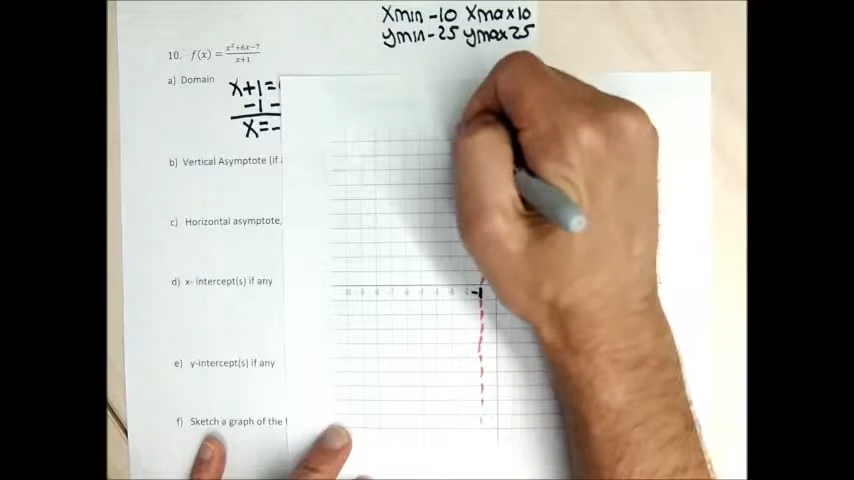 Xmin -10 Xmax 10
ymin -25 ymax 25
10. f(x) = x²+6x-7 / x+1
a) Domain
x+1=
-1 -
x=-
b) Vertical Asymptote (if
c) Horizontal asymptote,
d) x- intercept(s) if any
-1
e) y-intercept(s) if any
f) Sketch a graph of the